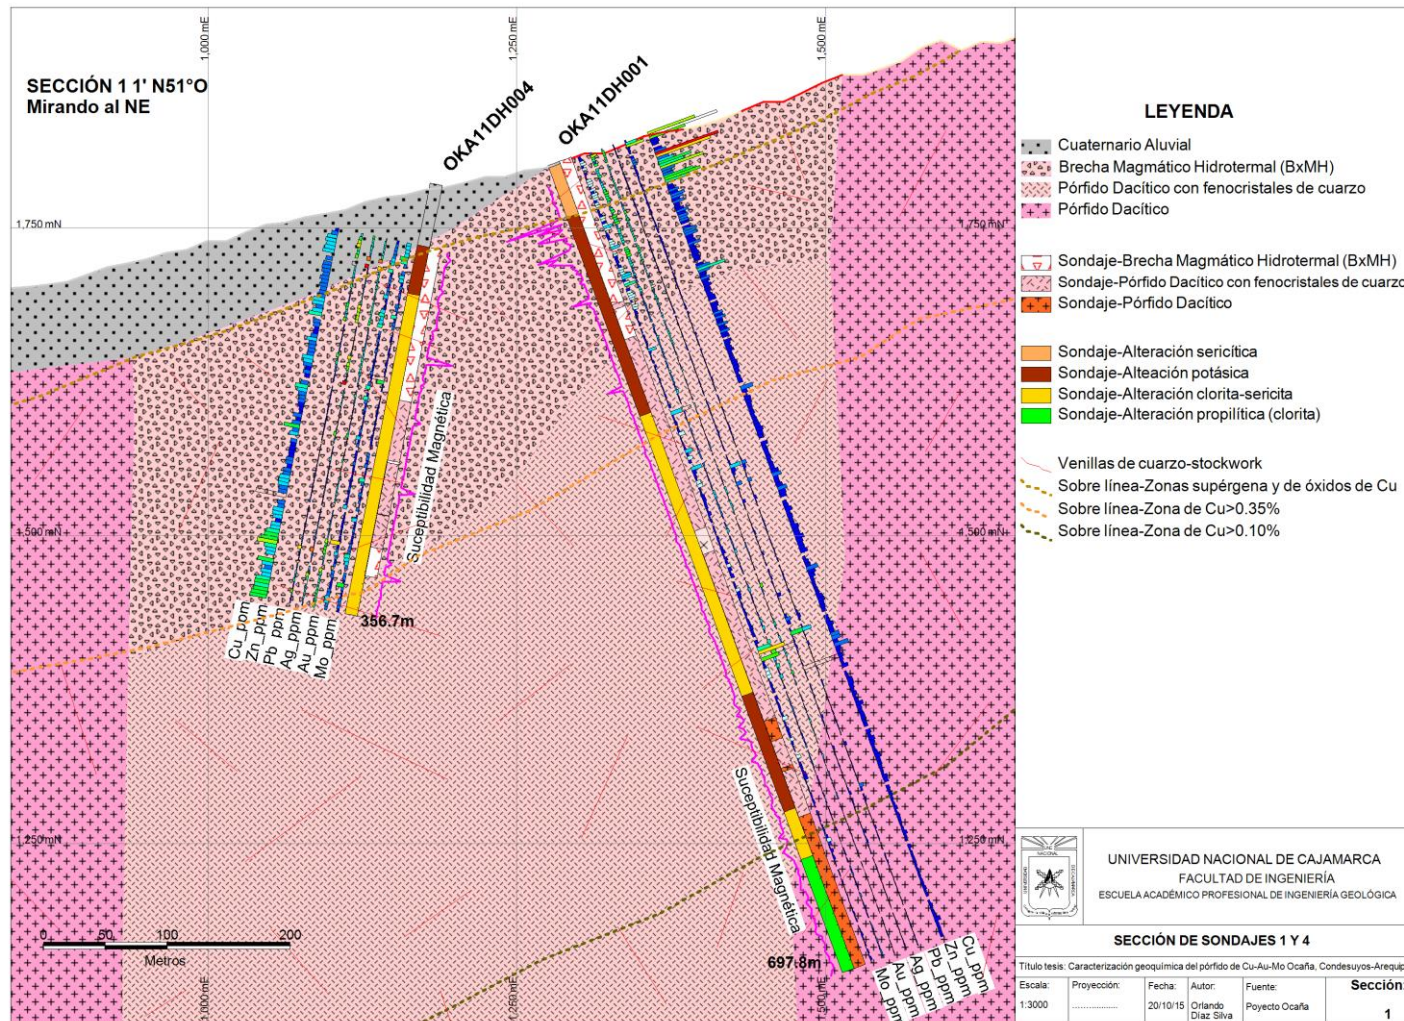 1,000 mE
1,250 mE
1,500 mE
SECCIÓN 1 1' N51°O
Mirando al NE
OKA11DH004
OKA11DH001
1,750 mN
750 mN
1,500 mN
500 mN
1,250 mN
1,250 mN
Suceptibilidad Magnética
356.7m
Cu_ppm
Zn_ppm
Pb_ppm
Ag_ppm
Au_ppm
Mo_ppm
Suceptibilidad Magnética
697.8m
Mo_ppm
Au_ppm
Ag_ppm
Pb_ppm
Zn_ppm
Cu_ppm
0 50 100 200
Metros
1,000 mE
1,250 mE
1,500 mE
LEYENDA
Cuaternario Aluvial
Brecha Magmático Hidrotermal (BxMH)
Pórfido Dacítico con fenocristales de cuarzo
Pórfido Dacítico
Sondaje-Brecha Magmático Hidrotermal (BxMH)
Sondaje-Pórfido Dacítico con fenocristales de cuarzo
Sondaje-Pórfido Dacítico
Sondaje-Alteración sericítica
Sondaje-Alteación potásica
Sondaje-Alteración clorita-sericita
Sondaje-Alteración propilítica (clorita)
Venillas de cuarzo-stockwork
Sobre línea-Zonas supérgena y de óxidos de Cu
Sobre línea-Zona de Cu>0.35%
Sobre línea-Zona de Cu>0.10%
UNIVERSIDAD NACIONAL DE CAJAMARCA
FACULTAD DE INGENIERÍA
ESCUELA ACADÉMICO PROFESIONAL DE INGENIERÍA GEOLÓGICA
SECCIÓN DE SONDAJES 1 Y 4
Título tesis: Caracterización geoquímica del pórfido de Cu-Au-Mo Ocaña, Condesuyos-Arequip
Escala:
1:3000
Proyección:
..................
Fecha:
20/10/15
Autor:
Orlando
Díaz Silva
Fuente:
Poyecto Ocaña
Sección:
1